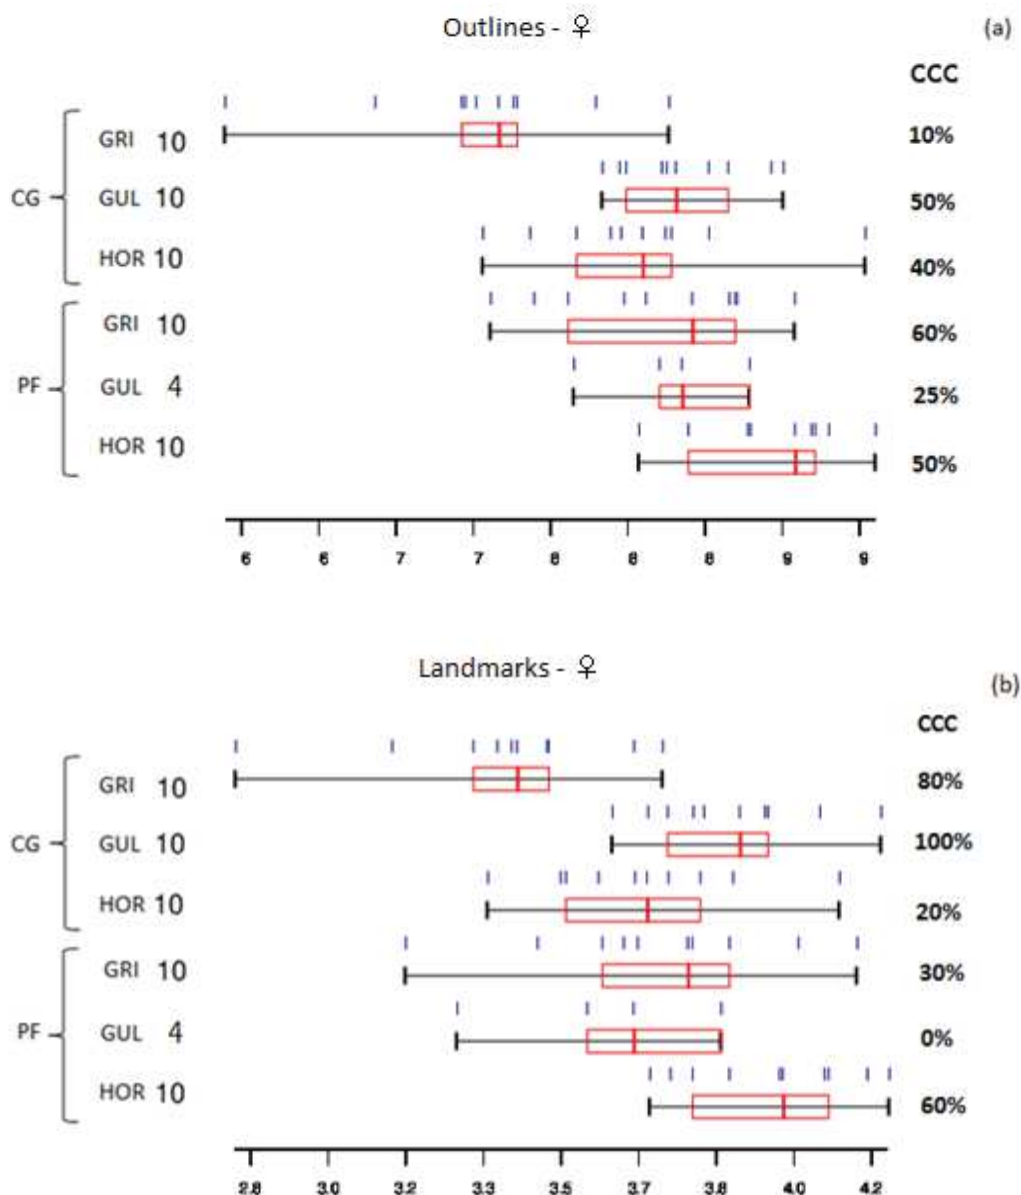 Outlines - ♀
(a)
CCC
GRI 10 10%
CG GUL 10 50%
HOR 10 40%
GRI 10 60%
PF GUL 4 25%
HOR 10 50%
6 6 7 7 8 8 8 9 9
Landmarks - ♀
(b)
CCC
GRI 10 80%
CG GUL 10 100%
HOR 10 20%
GRI 10 30%
PF GUL 4 0%
HOR 10 60%
2.8 3.0 3.2 3.3 3.5 3.7 3.8 4.0 4.2